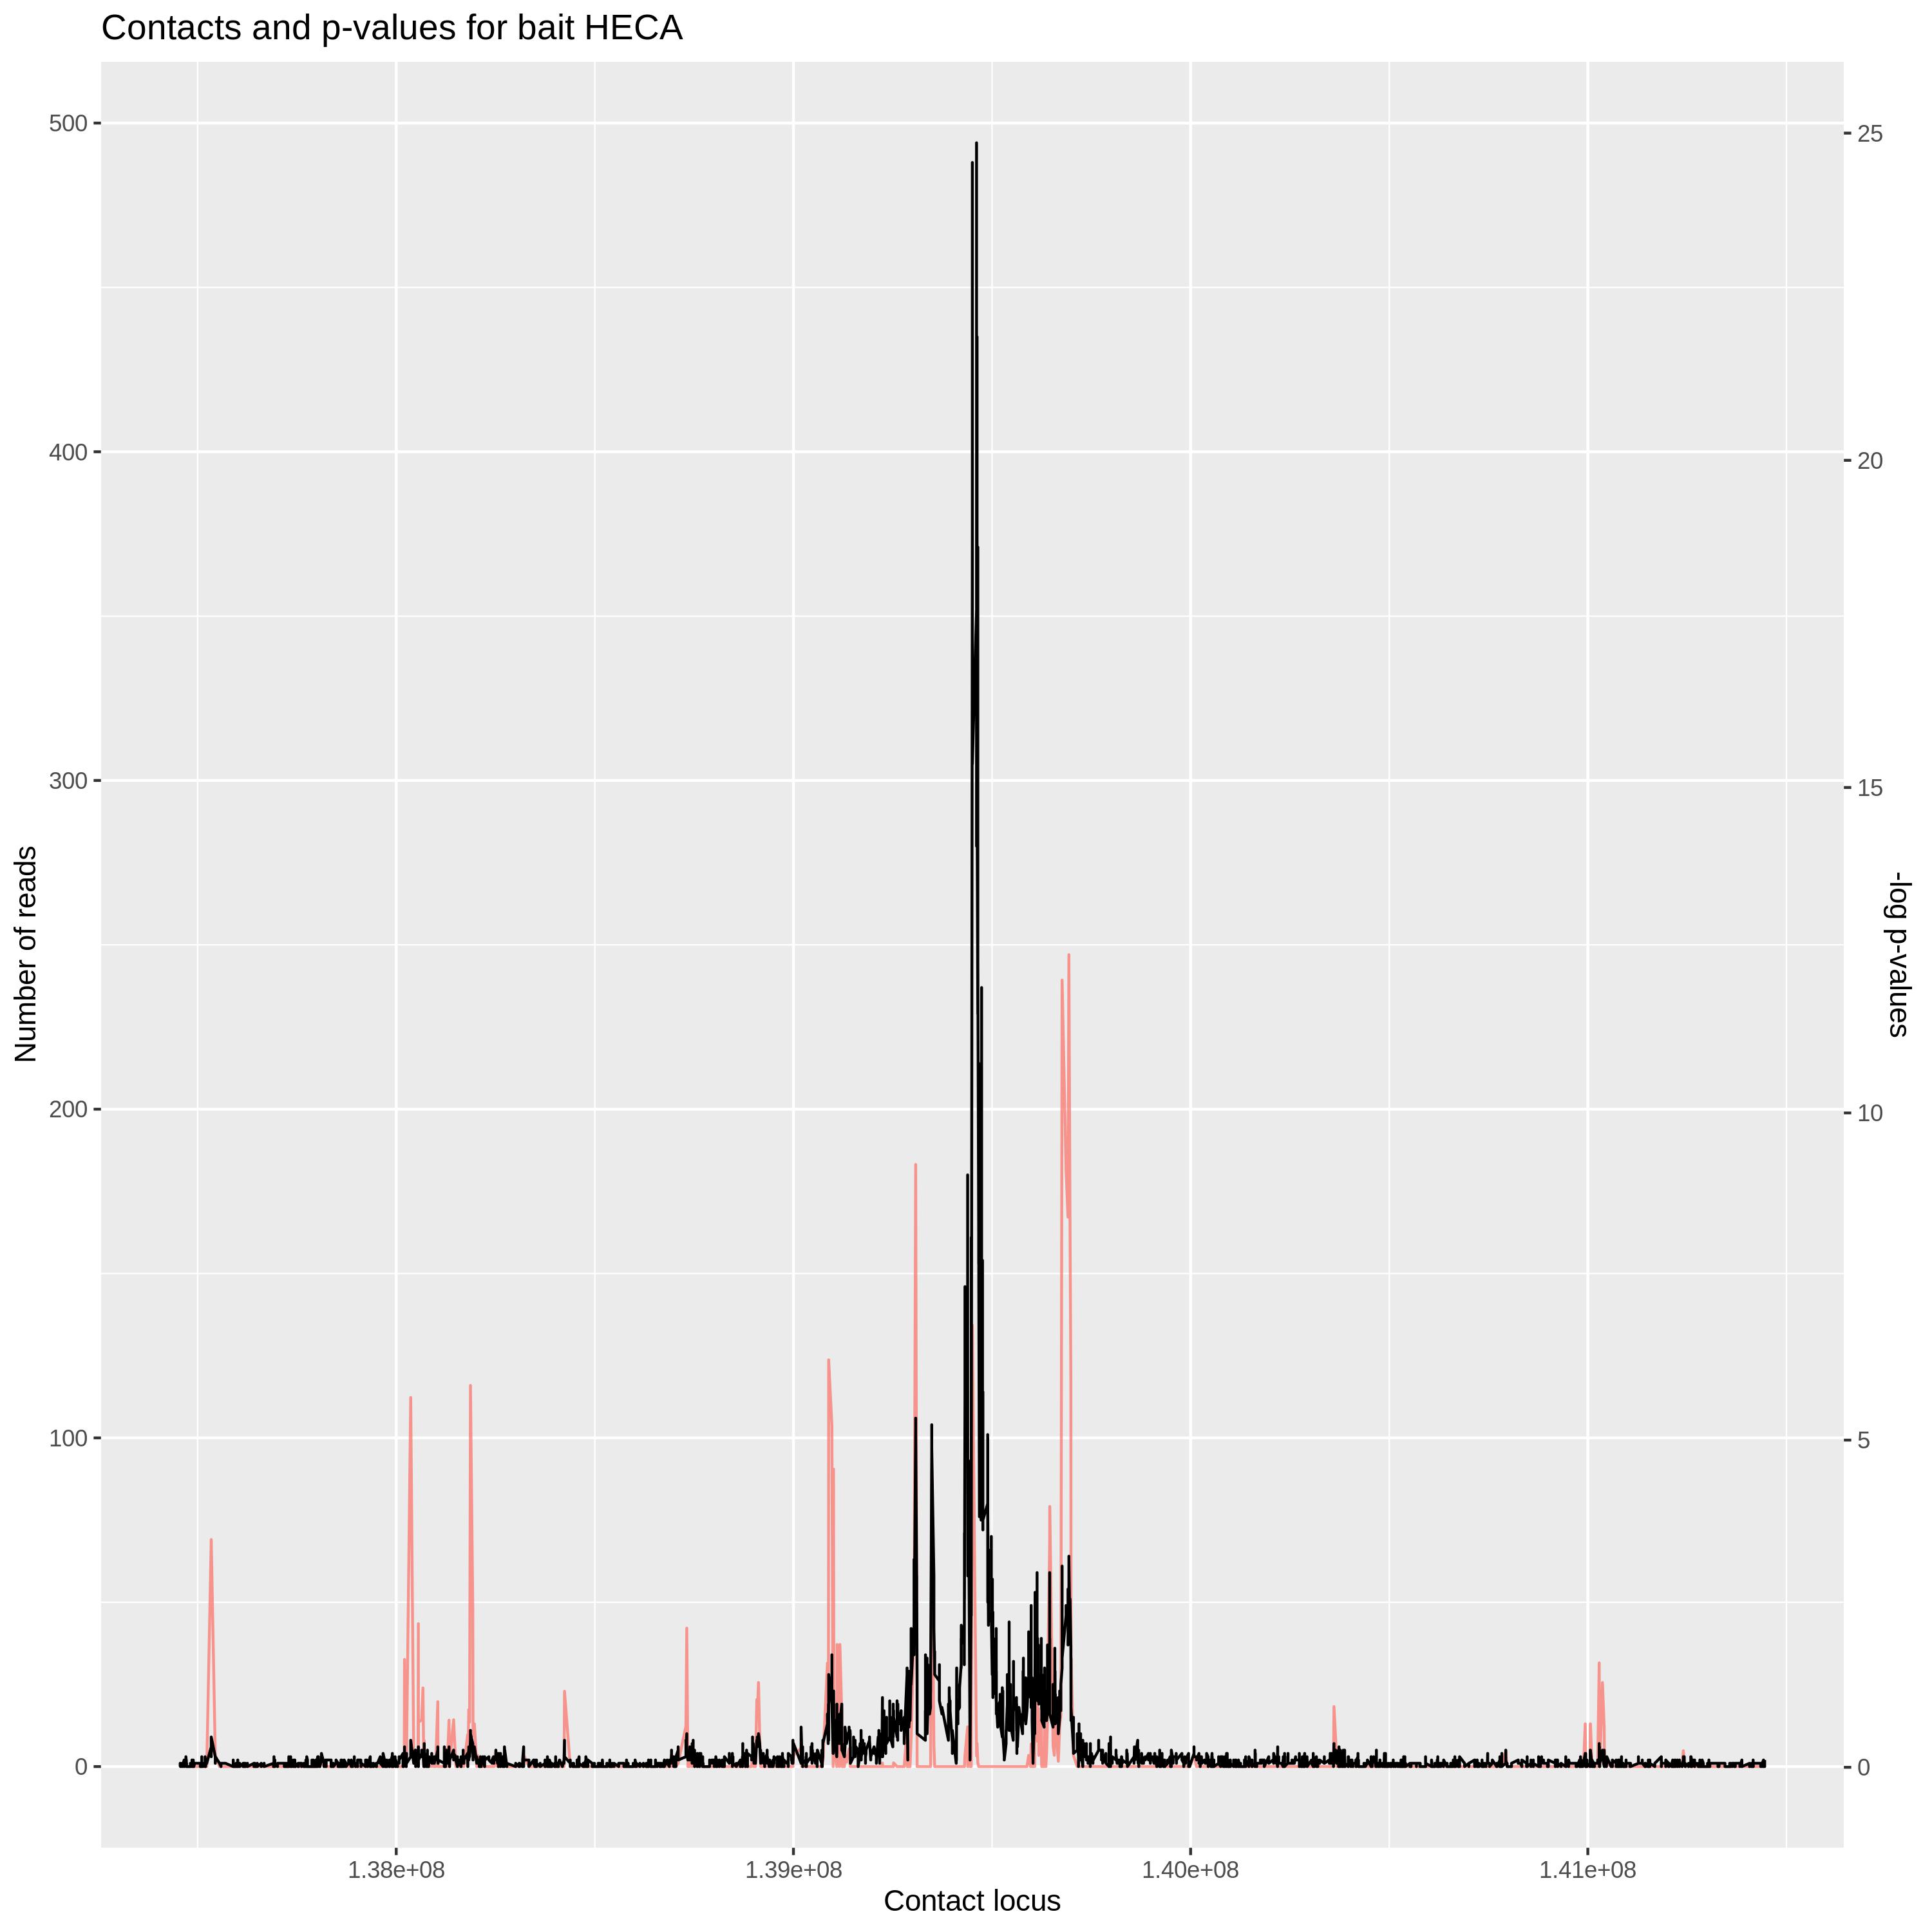 Contacts and p-values for bait HECA
500
400
300
200
100
0
Number of reads
25
20
15
10
5
0
-log p-values
1.38e+08
1.39e+08
1.40e+08
1.41e+08
Contact locus